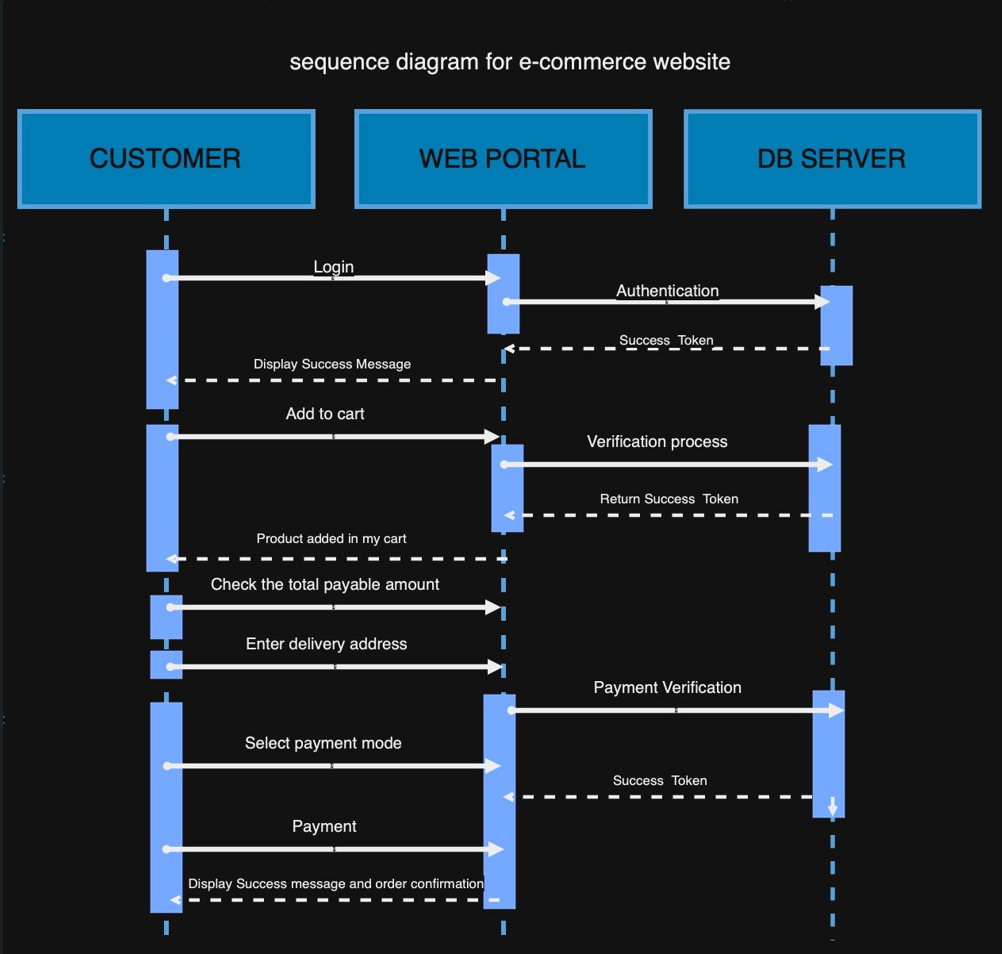 sequence diagram for e-commerce website
CUSTOMER
WEB PORTAL
DB SERVER
Login
Authentication
Success Token
Display Success Message
Add to cart
Verification process
Return Success Token
Product added in my cart
Check the total payable amount
Enter delivery address
Payment Verification
Select payment mode
Success Token
Payment
Display Success message and order confirmation